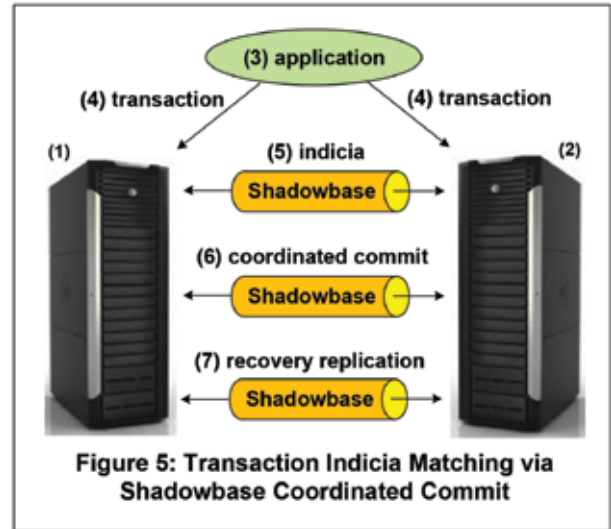 (3) application
(4) transaction
(4) transaction
(1)
(5) indicia
(2)
Shadowbase
(6) coordinated commit
Shadowbase
(7) recovery replication
Shadowbase
Figure 5: Transaction Indicia Matching via
Shadowbase Coordinated Commit